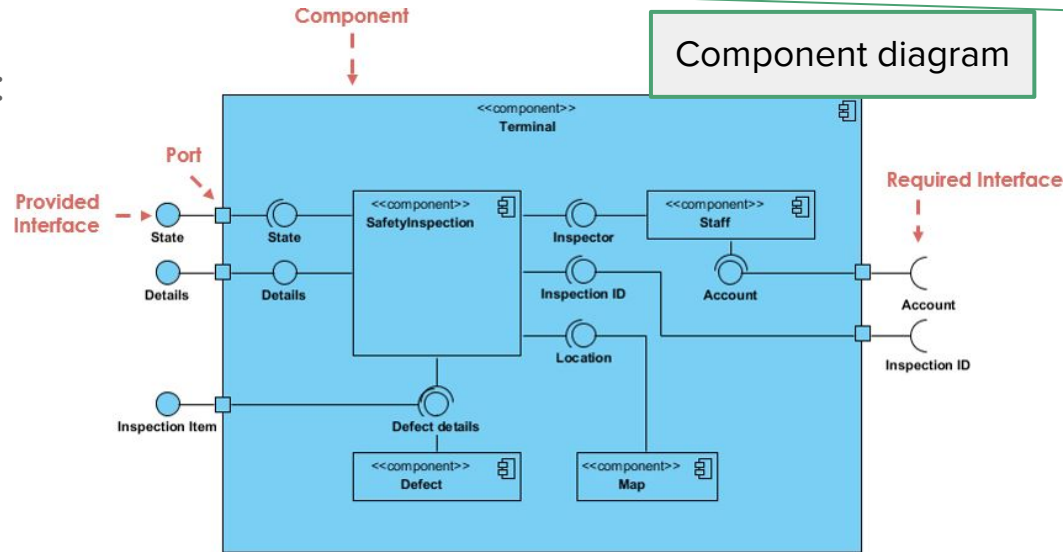 Component
Component diagram
:
<<component>>
Terminal
Port
Provided
Interface
Required Interface
<<component>>
SafetyInspection
<<component>>
Staff
State
State
Inspector
Details
Details
Inspection ID
Account
Account
Location
Inspection ID
Inspection Item
Defect details
<<component>>
Defect
<<component>>
Map